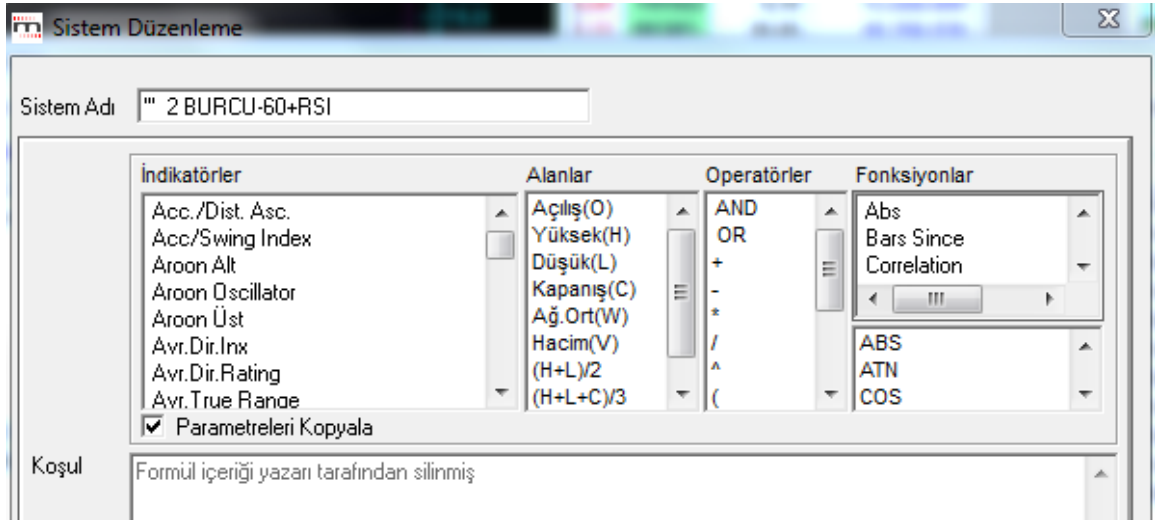 Sistem Düzenleme
Sistem Adı
"' 2 BURCU-60+RSI
İndikatörler
Acc./Dist. Asc.
Acc/Swing Index
Aroon Alt
Aroon Oscillator
Aroon Üst
Avr.Dir.Inx
Avr.Dir.Rating
Avr.True Range
Alanlar
Açılış(O)
Yüksek(H)
Düşük(L)
Kapanış(C)
Ağ.Ort(W)
Hacim(V)
(H+L)/2
(H+L+C)/3
Operatörler
AND
OR
+
-
*
/
^
(
Fonksiyonlar
Abs
Bars Since
Correlation
ABS
ATN
COS
Parametreleri Kopyala
Koşul
Formül içeriği yazarı tarafından silinmiş